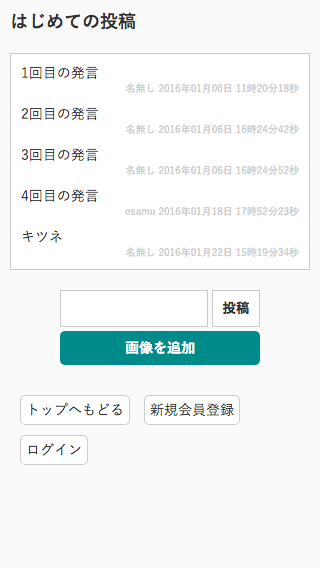 はじめての投稿
1回目の発言
名無し 2016年01月06日 11時20分18秒
2回目の発言
名無し 2016年01月06日 16時24分42秒
3回目の発言
名無し 2016年01月06日 16時24分52秒
4回目の発言
osamu 2016年01月18日 17時52分23秒
キツネ
名無し 2016年01月22日 15時19分34秒
投稿
画像を追加
トップへもどる 新規会員登録
ログイン